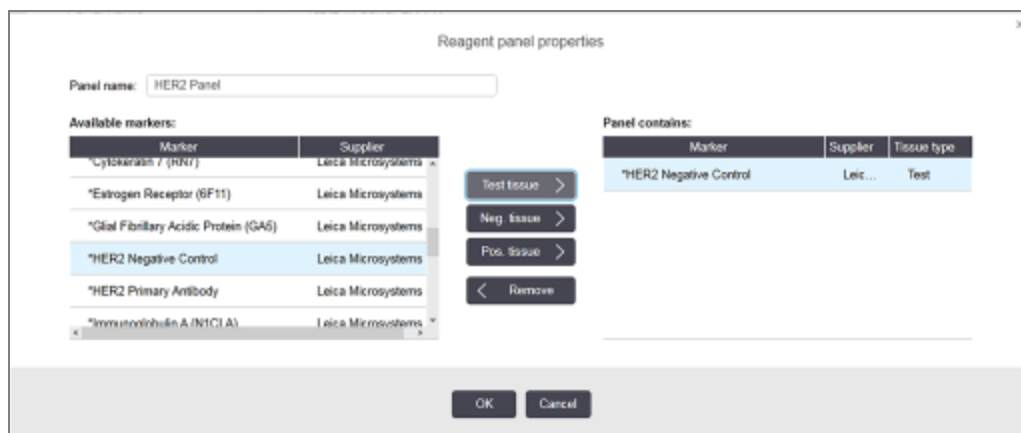 Reagent panel properties
Panel name: HER2 Panel
Available markers:
Marker Supplier
*Cytokeratin 7 (RN7) Leica Microsystems
*Estrogen Receptor (6F11) Leica Microsystems
*Glial Fibrillary Acidic Protein (GA5) Leica Microsystems
*HER2 Negative Control Leica Microsystems
*HER2 Primary Antibody Leica Microsystems
*Immunoglobulin A (N1CLA) Leica Microsystems
Test tissue >
Neg. tissue >
Pos. tissue >
< Remove
Panel contains:
Marker Supplier Tissue type
*HER2 Negative Control Leic... Test
OK Cancel